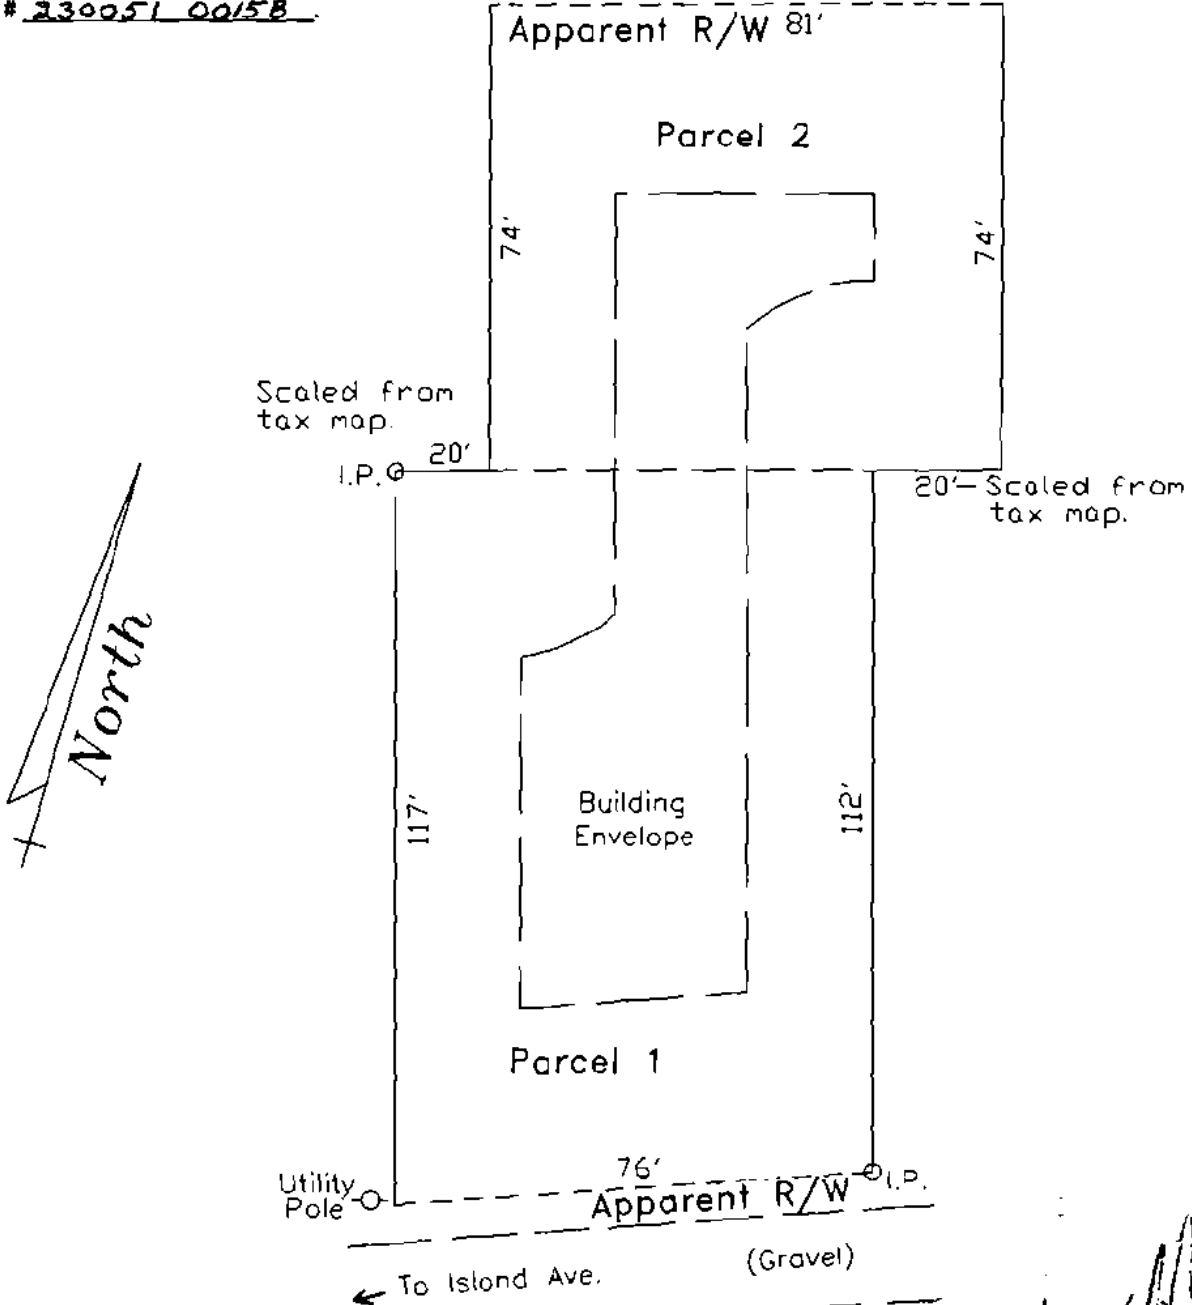 # 230051 0015B.
Apparent R/W 81'
Parcel 2
74'
74'
Scaled from
tax map.
20'
I.P.
20'- Scaled from
tax map.
North
117'
112'
Building
Envelope
Parcel 1
76'
Utility
Pole
I.P.
Apparent R/W
(Gravel)
To Island Ave.